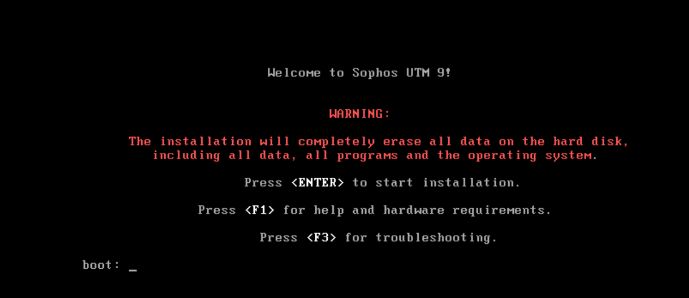 Welcome to Sophos UTM 9!
WARNING:
The installation will completely erase all data on the hard disk,
including all data, all programs and the operating system.
Press <ENTER> to start installation.
Press <F1> for help and hardware requirements.
Press <F3> for troubleshooting.
boot: _